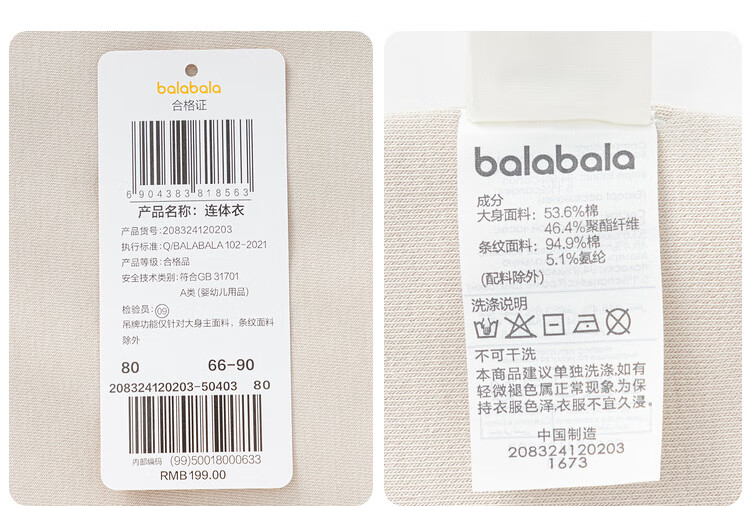 balabala
合格证
6 904383 818563
产品名称：连体衣
产品货号：208324120203
执行标准：Q/BALABALA 102-2021
产品等级：合格品
安全技术类别：符合GB 31701
A类 (婴幼儿用品)
检验员：09
吊牌功能仅针对大身主面料，条纹面料
除外
80 66-90
208324120203-50403 80
内部编码 (99)50018000633
RMB199.00
balabala
成分
大身面料：53.6%棉
46.4%聚酯纤维
条纹面料：94.9%棉
5.1%氨纶
(配料除外)
洗涤说明
不可干洗
本商品建议单独洗涤，如有
轻微褪色属正常现象，为保
持衣服色泽，衣服不宜久浸。
中国制造
208324120203
1673